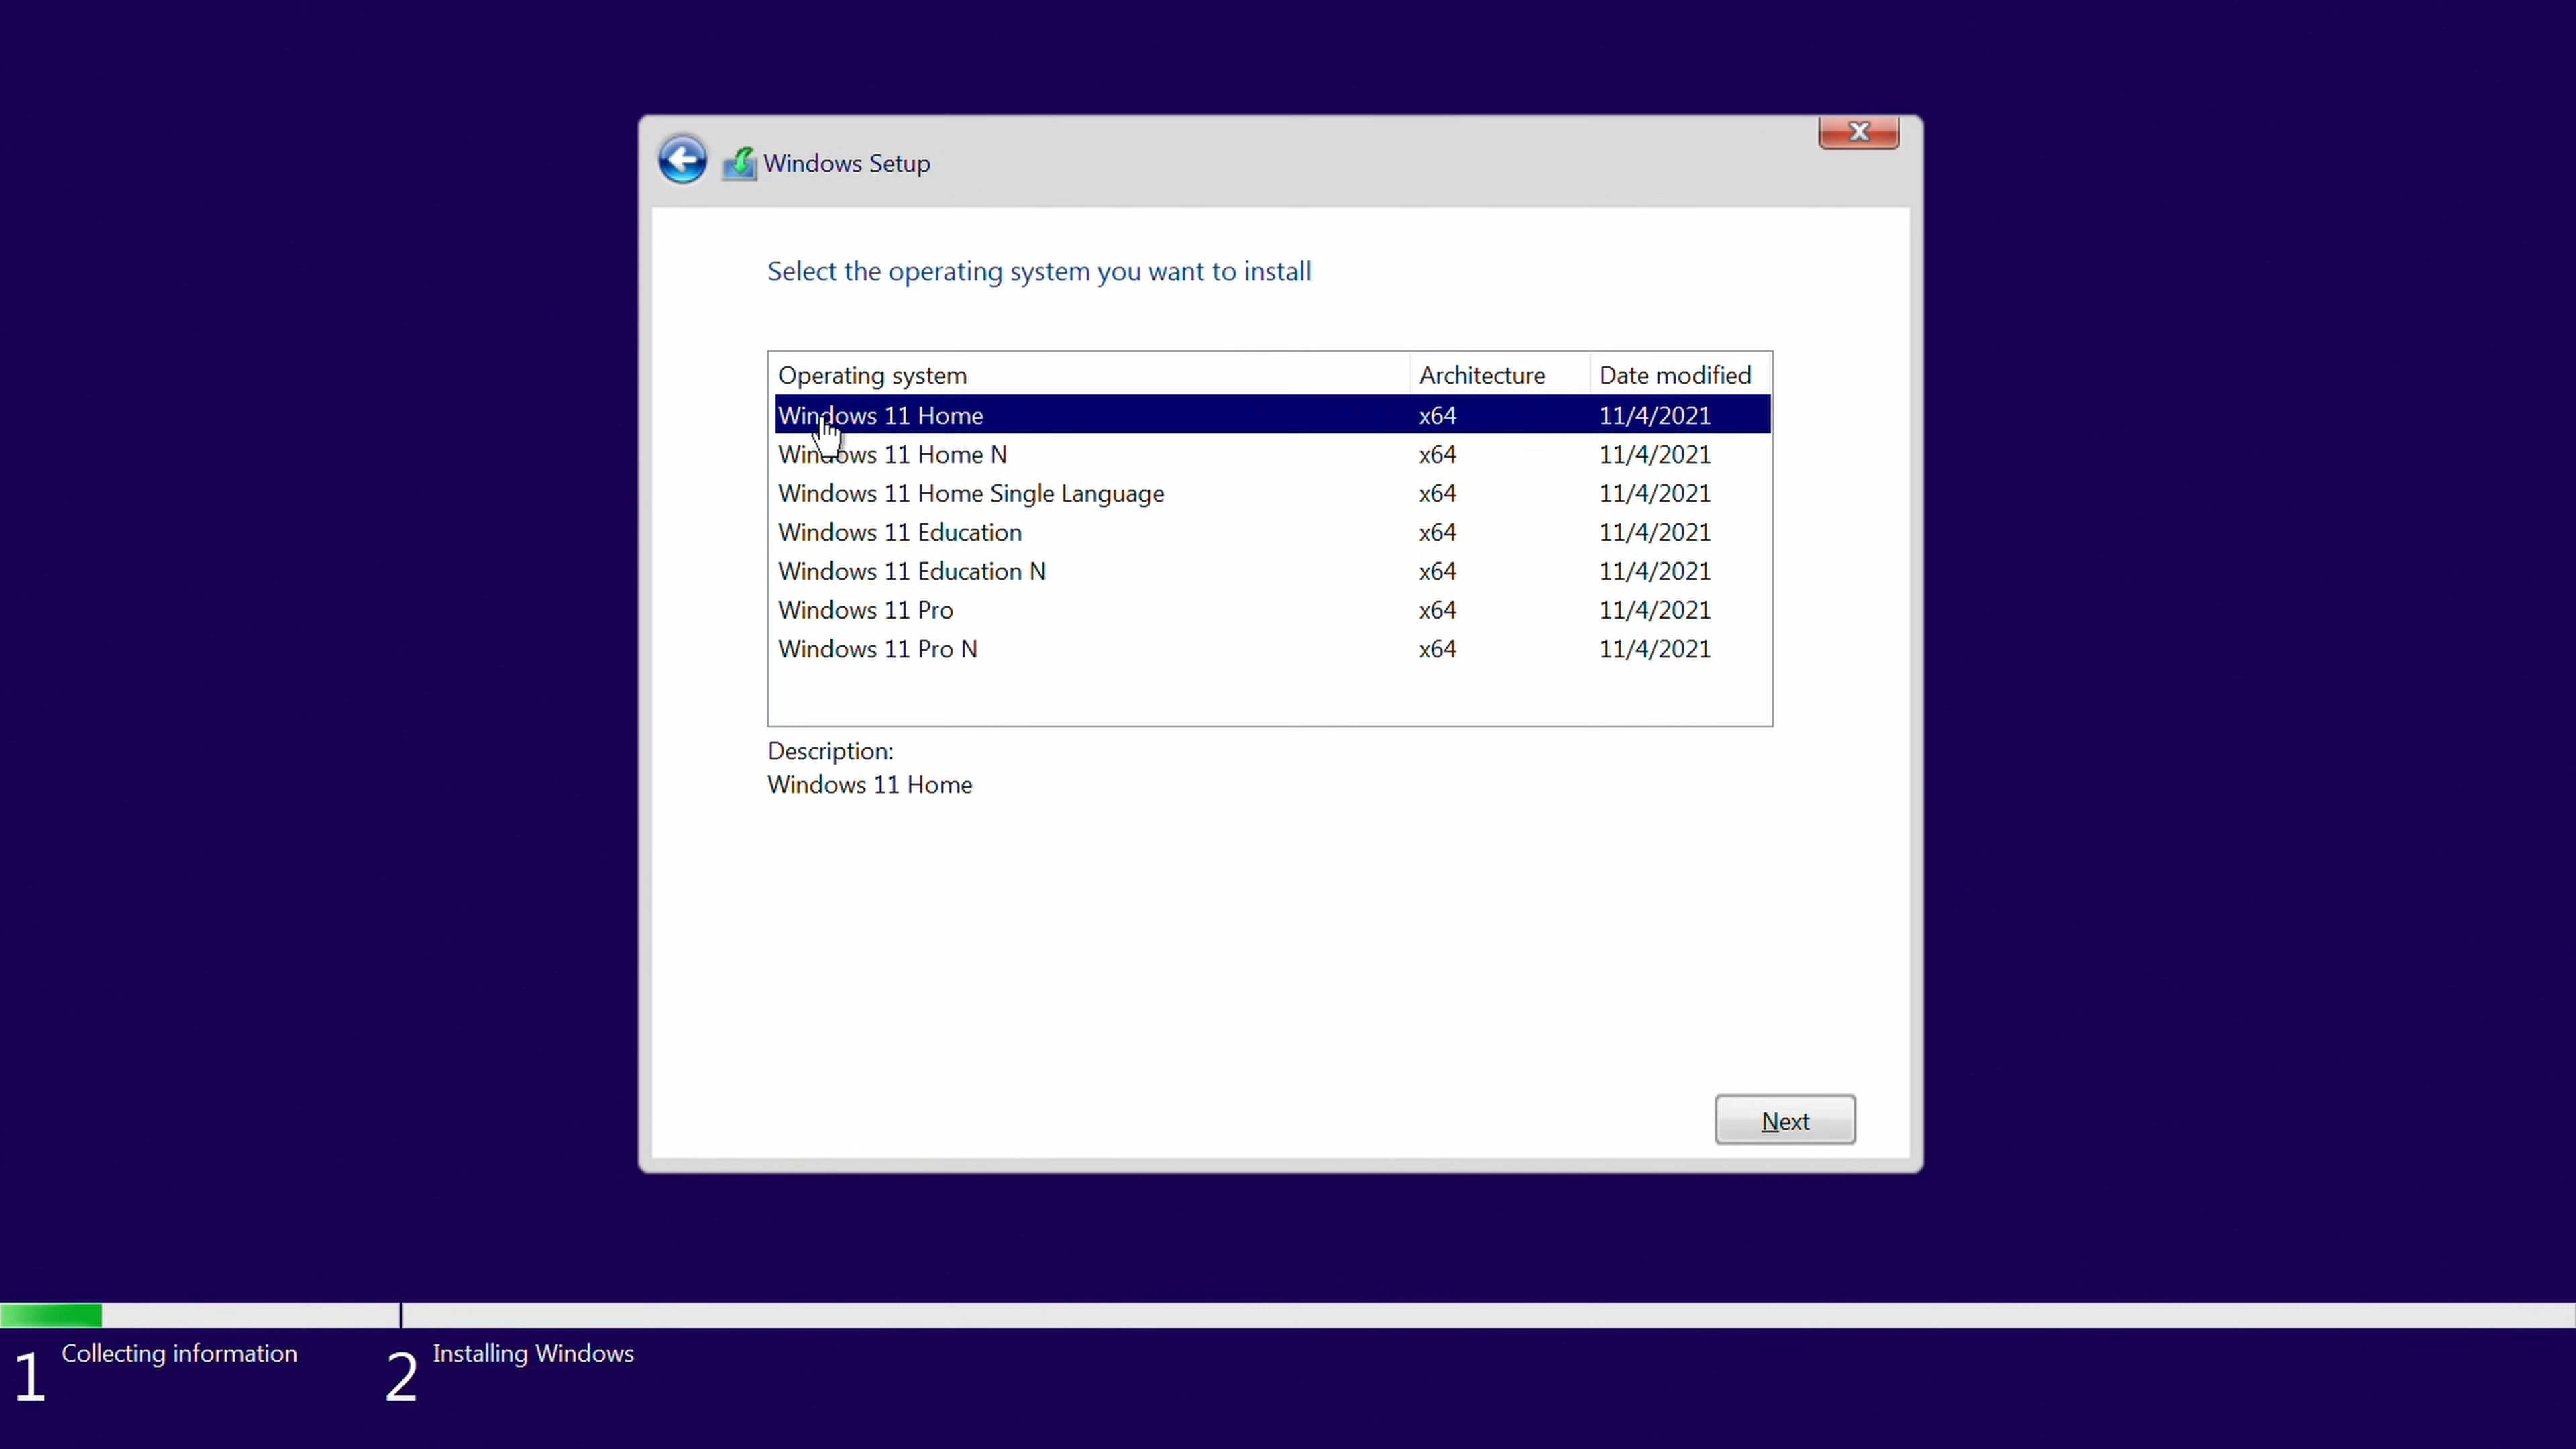 Windows Setup
Select the operating system you want to install
Operating system Architecture Date modified
Windows 11 Home x64 11/4/2021
Windows 11 Home N x64 11/4/2021
Windows 11 Home Single Language x64 11/4/2021
Windows 11 Education x64 11/4/2021
Windows 11 Education N x64 11/4/2021
Windows 11 Pro x64 11/4/2021
Windows 11 Pro N x64 11/4/2021
Description:
Windows 11 Home
Next
1 Collecting information 2 Installing Windows